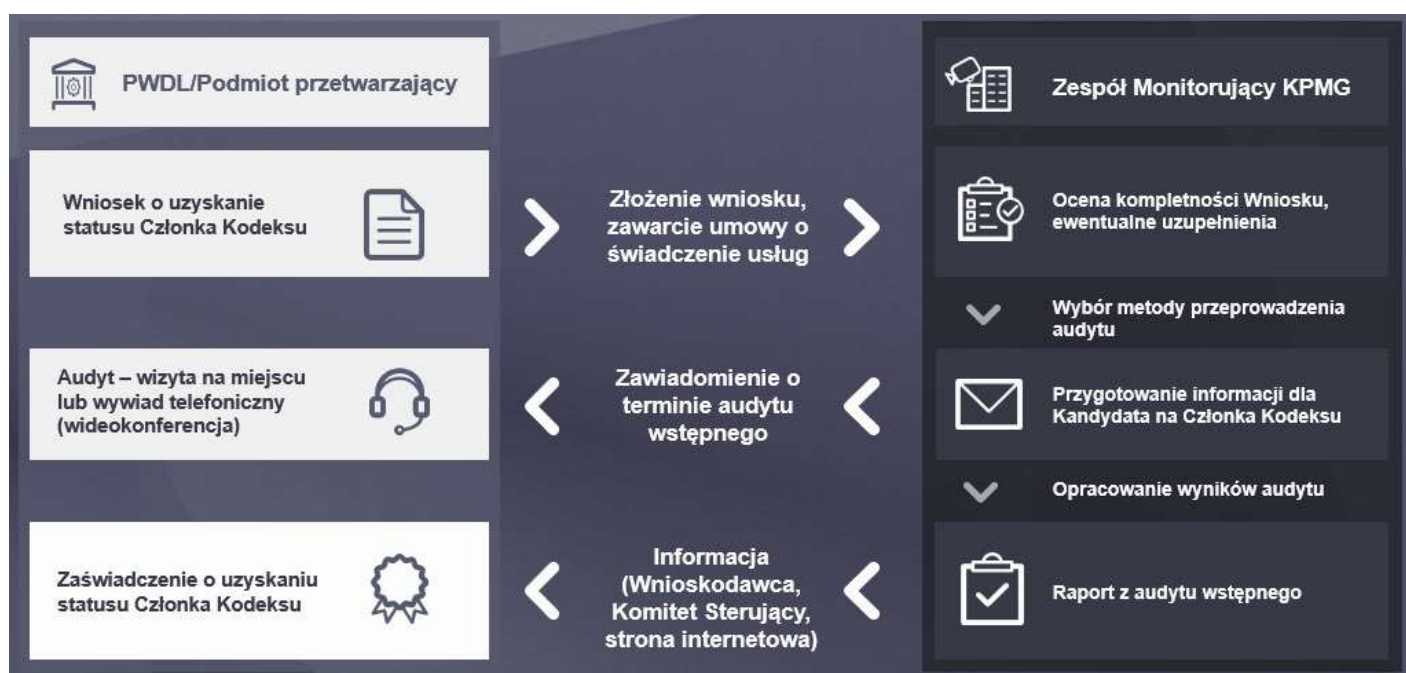 PWDL/Podmiot przetwarzający
Zespół Monitorujący KPMG
Wniosek o uzyskanie
statusu Członka Kodeksu
Złożenie wniosku,
zawarcie umowy o
świadczenie usług
Ocena kompletności Wniosku,
ewentualne uzupełnienia
Wybór metody przeprowadzenia
audytu
Audyt – wizyta na miejscu
lub wywiad telefoniczny
(wideokonferencja)
Zawiadomienie o
terminie audytu
wstępnego
Przygotowanie informacji dla
Kandydata na Członka Kodeksu
Opracowanie wyników audytu
Zaświadczenie o uzyskaniu
statusu Członka Kodeksu
Informacja
(Wnioskodawca,
Komitet Sterujący,
strona internetowa)
Raport z audytu wstępnego